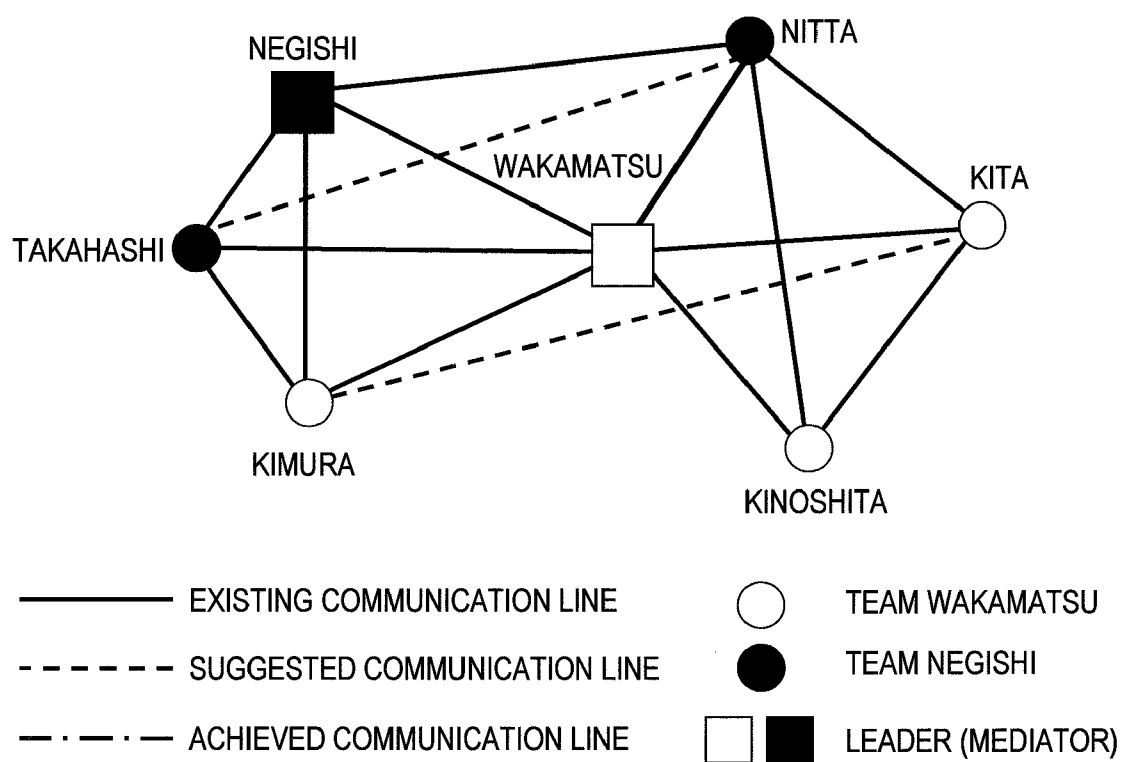 NEGISHI
NITTA
WAKAMATSU
KITA
TAKAHASHI
KIMURA
KINOSHITA
EXISTING COMMUNICATION LINE
TEAM WAKAMATSU
SUGGESTED COMMUNICATION LINE
TEAM NEGISHI
ACHIEVED COMMUNICATION LINE
LEADER (MEDIATOR)